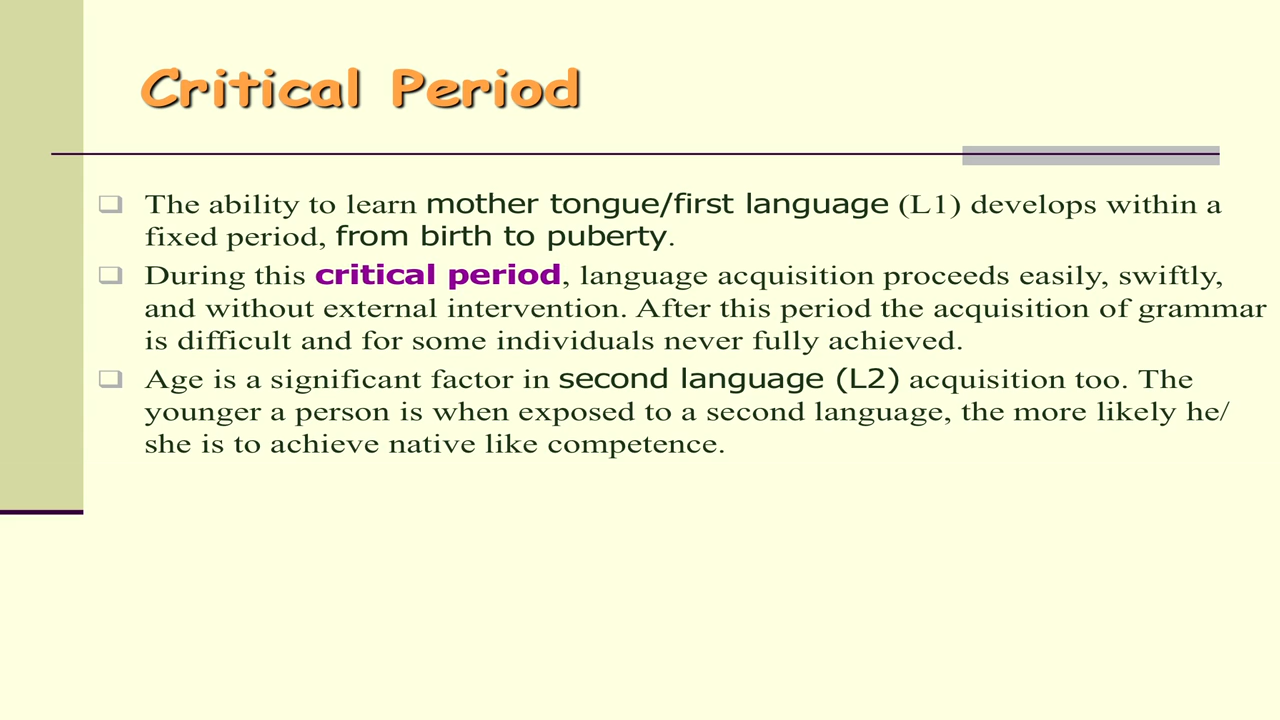 Critical Period
❑ The ability to learn mother tongue/first language (L1) develops within a
fixed period, from birth to puberty.
❑ During this critical period, language acquisition proceeds easily, swiftly,
and without external intervention. After this period the acquisition of grammar
is difficult and for some individuals never fully achieved.
❑ Age is a significant factor in second language (L2) acquisition too. The
younger a person is when exposed to a second language, the more likely he/
she is to achieve native like competence.